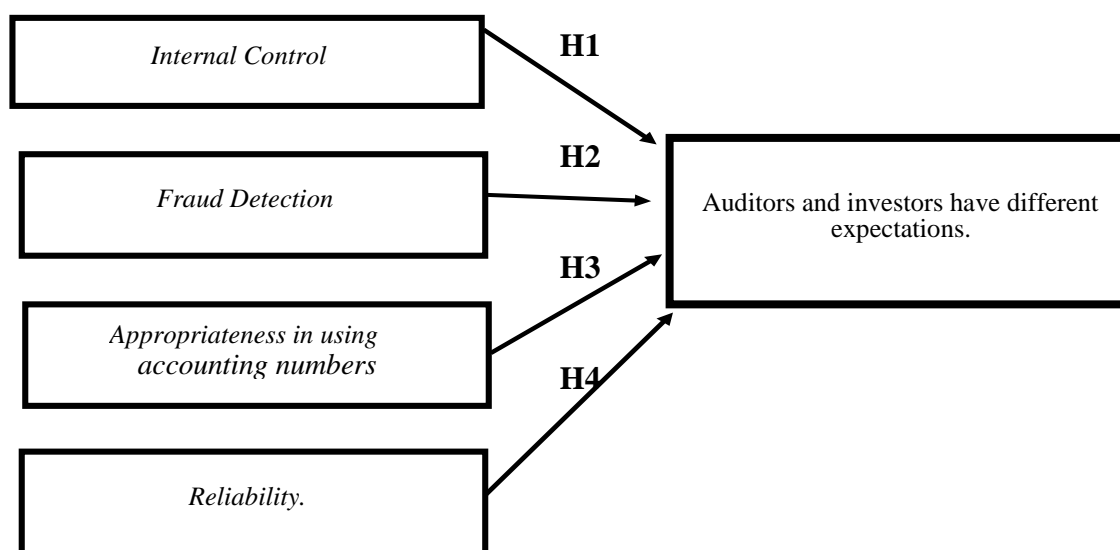 Internal Control
H1
Fraud Detection
H2
Auditors and investors have different
expectations.
H3
Appropriateness in using
accounting numbers
H4
Reliability.